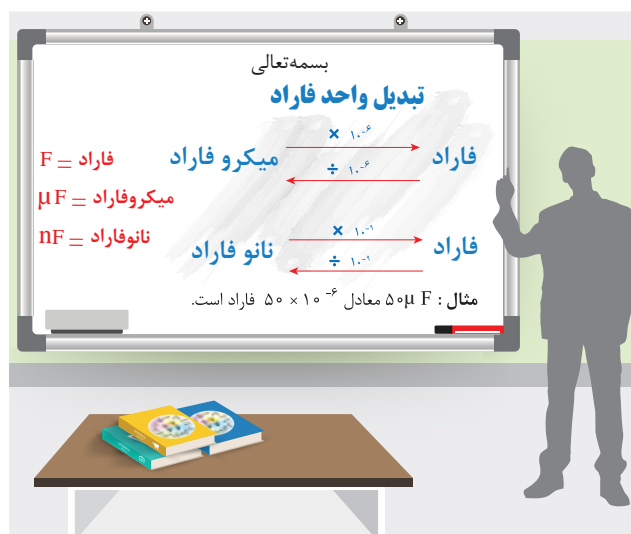 بسمه‌تعالی
تبدیل واحد فاراد
× ۱۰⁻⁶
فاراد
میکرو فاراد
÷ ۱۰⁻⁶
× ۱۰⁻⁹
فاراد
نانو فاراد
÷ ۱۰⁻⁹
فاراد = F
میکروفاراد = µF
نانوفاراد = nF
مثال : ۵۰µ F معادل ۵۰ × ۱۰⁻⁶ فاراد است.